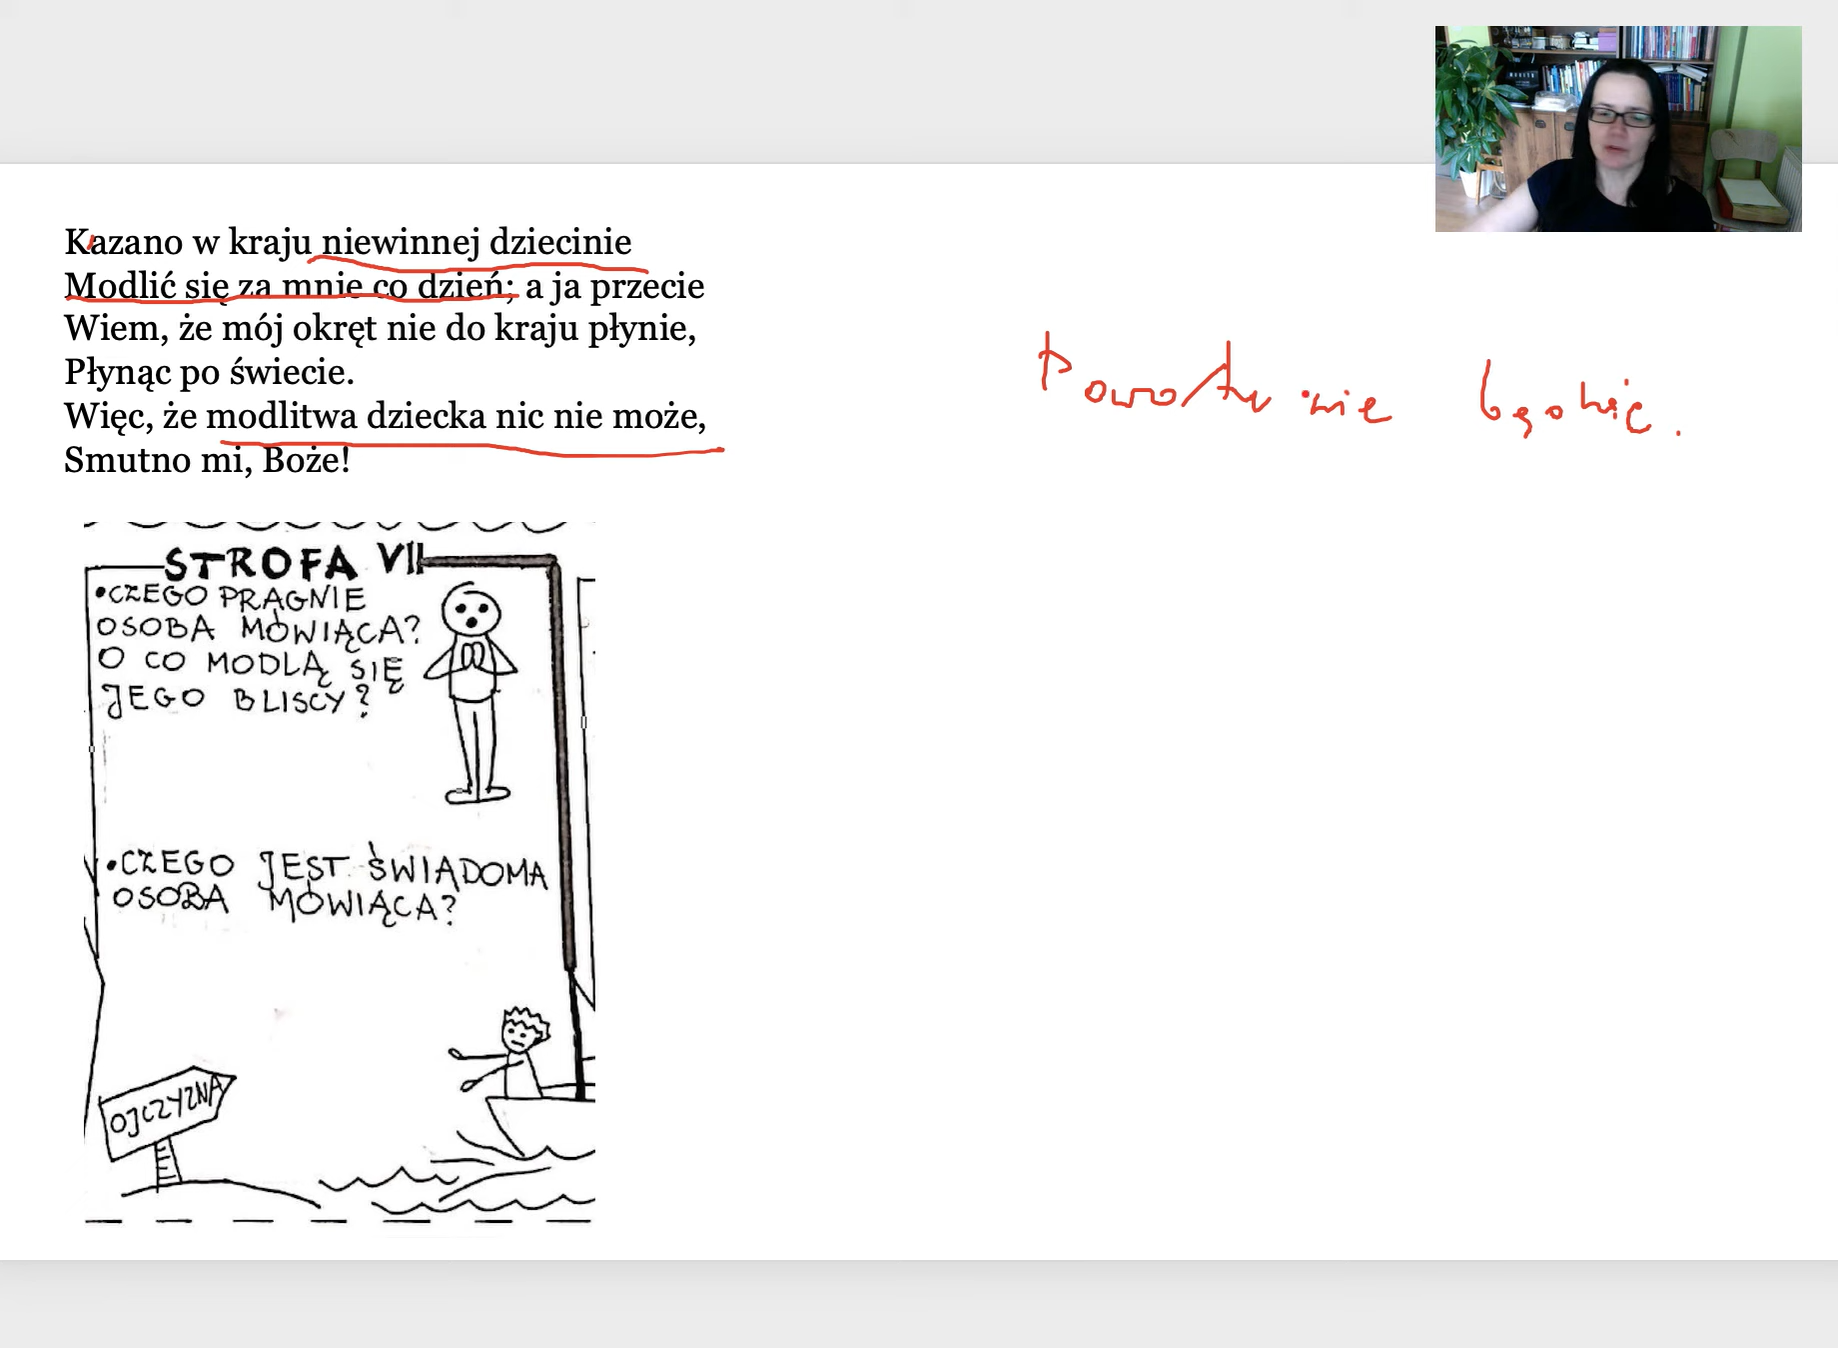 Kazano w kraju niewinnej dziecinie
Modlić się za mnie co dzień; a ja przecie
Wiem, że mój okręt nie do kraju płynie,
Płynąc po świecie.
Więc, że modlitwa dziecka nic nie może,
Smutno mi, Boże!
Powrotu nie będzie.
STROFA VII
•CZEGO PRAGNIE
OSOBA MÓWIĄCA?
O CO MODLĄ SIĘ
JEGO BLISCY?
•CZEGO JEST ŚWIADOMA
OSOBA MÓWIĄCA?
OJCZYZNA